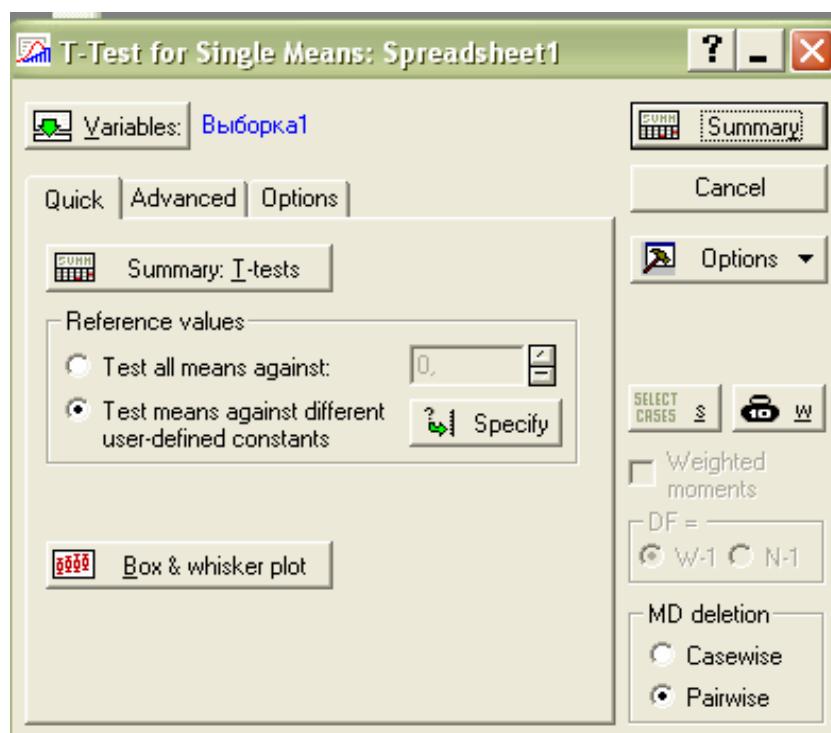 T-Test for Single Means: Spreadsheet1
?
Variables: Выборка1
SUMM Summary
Quick Advanced Options
Cancel
SUMM Summary: T-tests
Options
Reference values
Test all means against: 0,
Test means against different
user-defined constants
? Specify
SELECT
CASES S
W
Weighted
moments
DF =
W-1 N-1
Box & whisker plot
MD deletion
Casewise
Pairwise